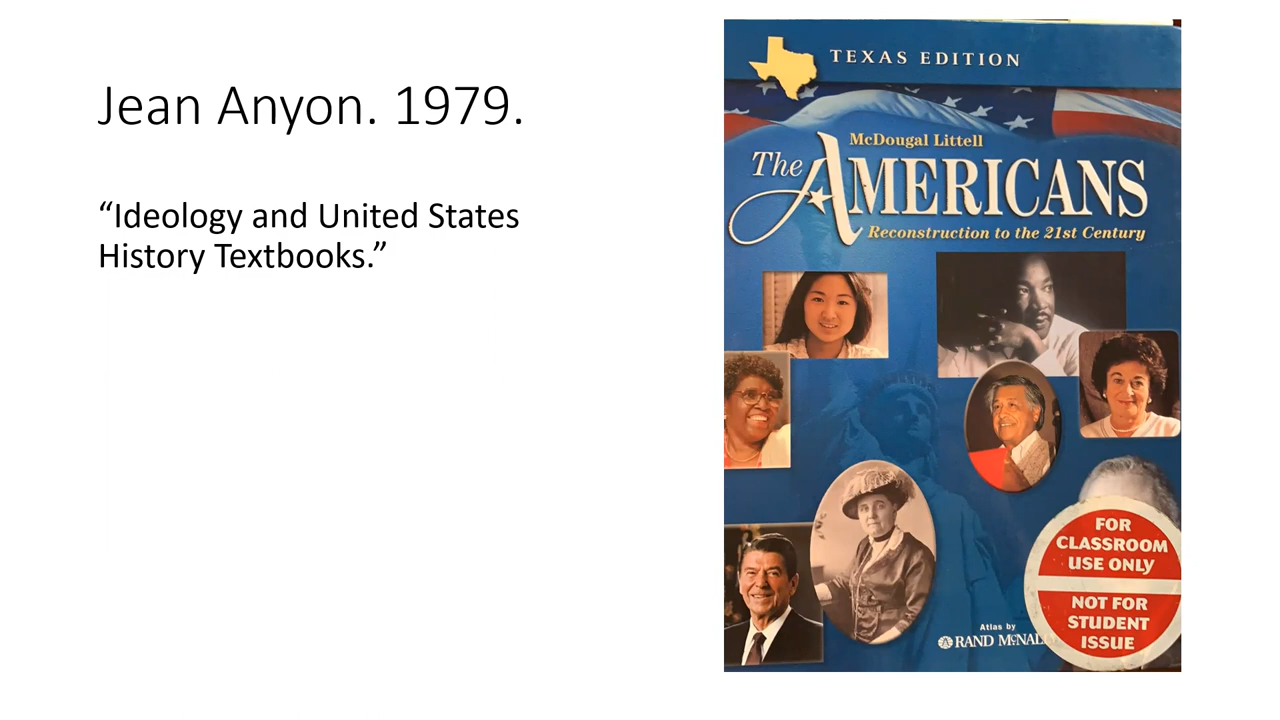 Jean Anyon. 1979.
“Ideology and United States
History Textbooks.”
TEXAS EDITION
McDougal Littell
The AMERICANS
Reconstruction to the 21st Century
FOR
CLASSROOM
USE ONLY
NOT FOR
STUDENT
ISSUE
Atlas by
RAND